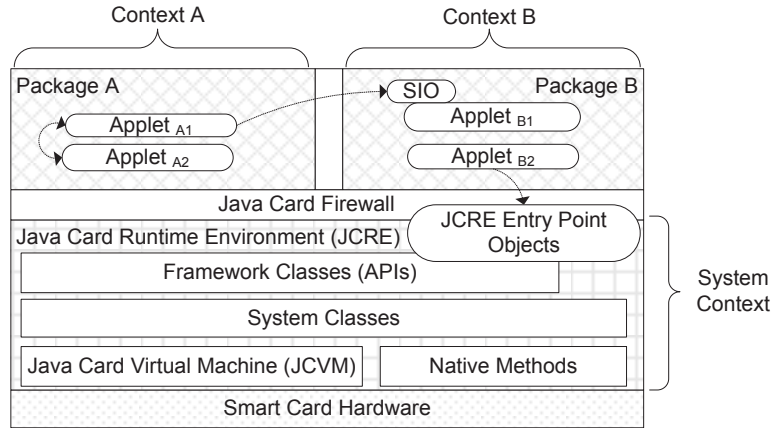 Context A
Context B
Package A
SIO
Package B
Applet A1
Applet B1
Applet A2
Applet B2
Java Card Firewall
JCRE Entry Point
Objects
Java Card Runtime Environment (JCRE)
Framework Classes (APIs)
System
Context
System Classes
Java Card Virtual Machine (JCVM)
Native Methods
Smart Card Hardware